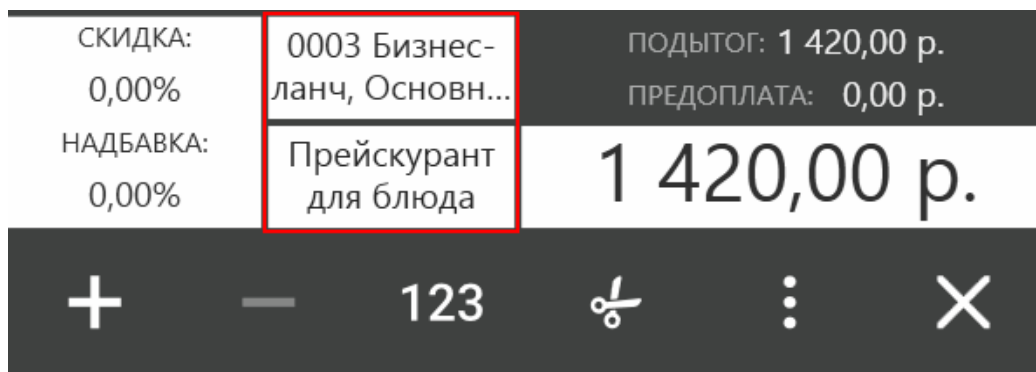 СКИДКА:
0,00%
НАДБАВКА:
0,00%
0003 Бизнес-
ланч, Основн...
Прейскурант
для блюда
ПОДЫТОГ: 1 420,00 р.
ПРЕДОПЛАТА: 0,00 р.
1 420,00 р.
123